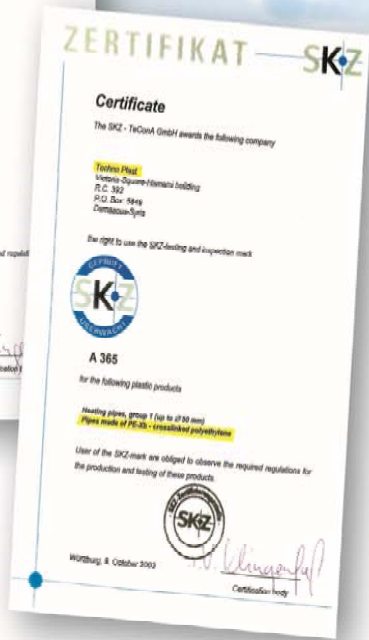 ZERTIFIKAT SKZ
Certificate
The SKZ - TeConA GmbH awards the following company
Techno Plast
Victoria-Square-Homami building
R.C. 392
P.O. Box: 5849
Damascus-Syria
the right to use the SKZ-testing and inspection mark
GEPRÜFT
SKZ
ÜBERWACHT
A 365
for the following plastic products
Heating pipes, group 1 (up to Ø 50 mm)
Pipes made of PE-Xb - crosslinked polyethylene
User of the SKZ-mark are obliged to observe the required regulations for
the production and testing of these products.
SKZ
Würzburg, 8. October 2002
Certification body